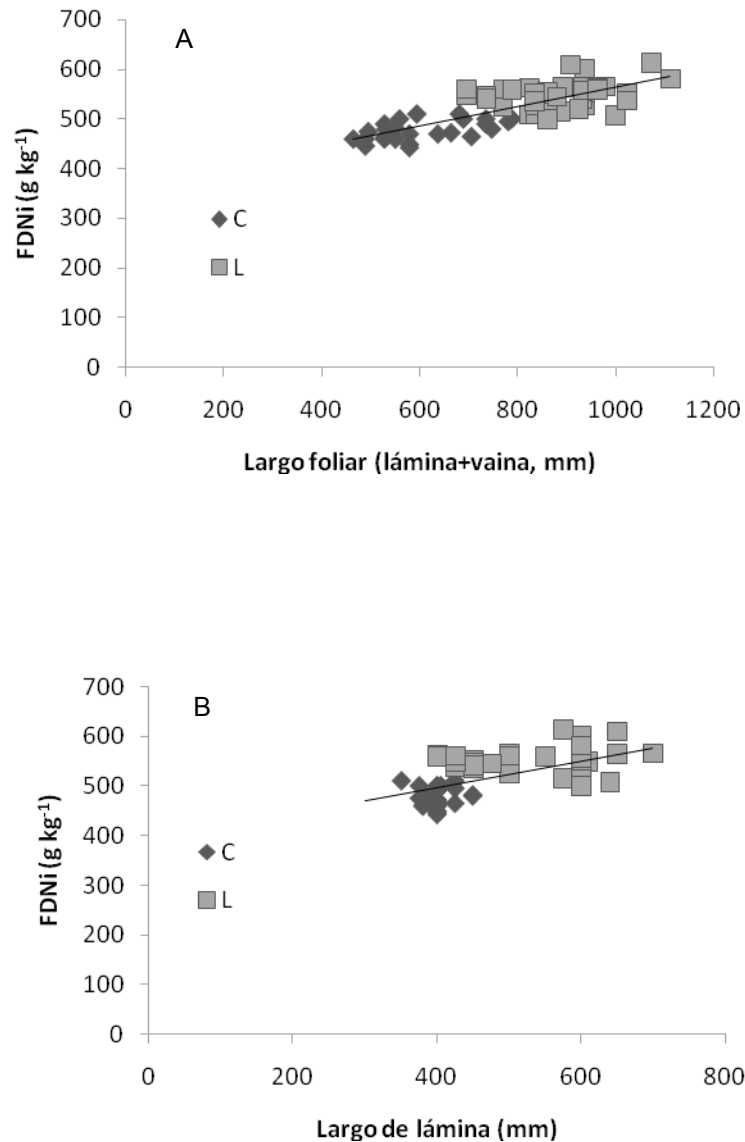 A
700
600
500
400
300
200
100
0
FDNi (g kg⁻¹)
C
L
0 200 400 600 800 1000 1200
Largo foliar (lámina+vaina, mm)
B
700
600
500
400
300
200
100
0
FDNi (g kg⁻¹)
C
L
0 200 400 600 800
Largo de lámina (mm)